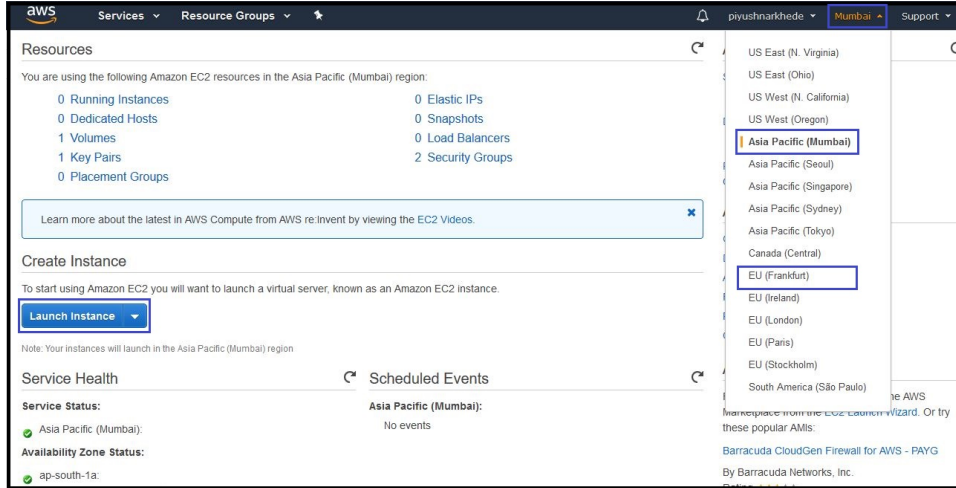 aws Services Resource Groups piyushnarkhede Mumbai Support
Resources
You are using the following Amazon EC2 resources in the Asia Pacific (Mumbai) region:
0 Running Instances
0 Dedicated Hosts
1 Volumes
1 Key Pairs
0 Placement Groups
0 Elastic IPs
0 Snapshots
0 Load Balancers
2 Security Groups
Learn more about the latest in AWS Compute from AWS re:Invent by viewing the EC2 Videos.
Create Instance
To start using Amazon EC2 you will want to launch a virtual server, known as an Amazon EC2 instance.
Launch Instance
Note: Your instances will launch in the Asia Pacific (Mumbai) region
Service Health
Service Status:
Asia Pacific (Mumbai):
Availability Zone Status:
ap-south-1a:
Scheduled Events
Asia Pacific (Mumbai):
No events
US East (N. Virginia)
US East (Ohio)
US West (N. California)
US West (Oregon)
Asia Pacific (Mumbai)
Asia Pacific (Seoul)
Asia Pacific (Singapore)
Asia Pacific (Sydney)
Asia Pacific (Tokyo)
Canada (Central)
EU (Frankfurt)
EU (Ireland)
EU (London)
EU (Paris)
EU (Stockholm)
South America (São Paulo)
AWS
Marketplace from the EC2 Launch Wizard. Or try
these popular AMIs:
Barracuda CloudGen Firewall for AWS - PAYG
By Barracuda Networks, Inc.